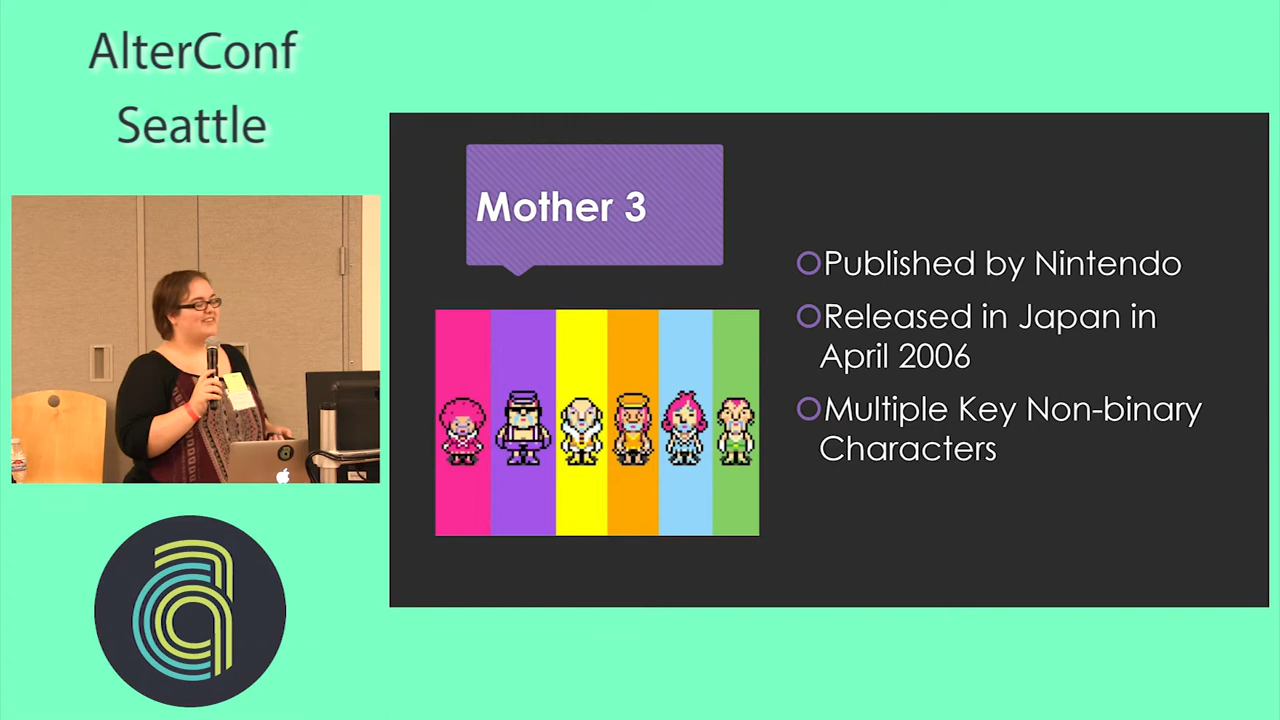 AlterConf
Seattle
Mother 3
Published by Nintendo
Released in Japan in
April 2006
Multiple Key Non-binary
Characters